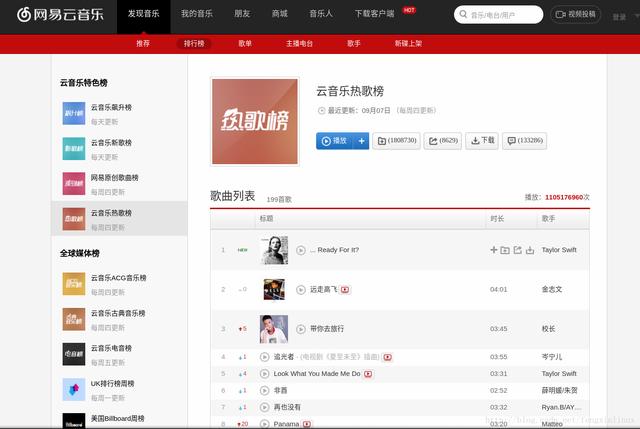 网易云音乐
发现音乐 我的音乐 朋友 商城 音乐人 下载客户端 HOT
音乐/电台/用户
视频投稿
登录
推荐 排行榜 歌单 主播电台 歌手 新碟上架
云音乐特色榜
云音乐飙升榜
每天更新
云音乐新歌榜
每天更新
网易原创歌曲榜
每周四更新
云音乐热歌榜
每周四更新
全球媒体榜
云音乐ACG音乐榜
每周四更新
云音乐古典音乐榜
每周四更新
云音乐电音榜
每周五更新
UK排行榜周榜
每周一更新
美国Billboard周榜
热歌榜
云音乐热歌榜
最近更新：09月07日 （每周四更新）
播放 + (1808730) (8629) 下载 (133286)
歌曲列表 199首歌
播放：1105176960次
标题 时长 歌手
1 NEW ... Ready For It? Taylor Swift
2 0 远走高飞 04:01 金志文
3 5 带你去旅行 03:45 校长
4 1 追光者 - (电视剧《夏至未至》插曲) 03:55 岑宁儿
5 4 Look What You Made Me Do 03:31 Taylor Swift
6 1 非酋 02:52 薛明媛/朱贺
7 1 再也没有 03:32 Ryan.B/AY...
8 20 Panama 03:20 Matteo